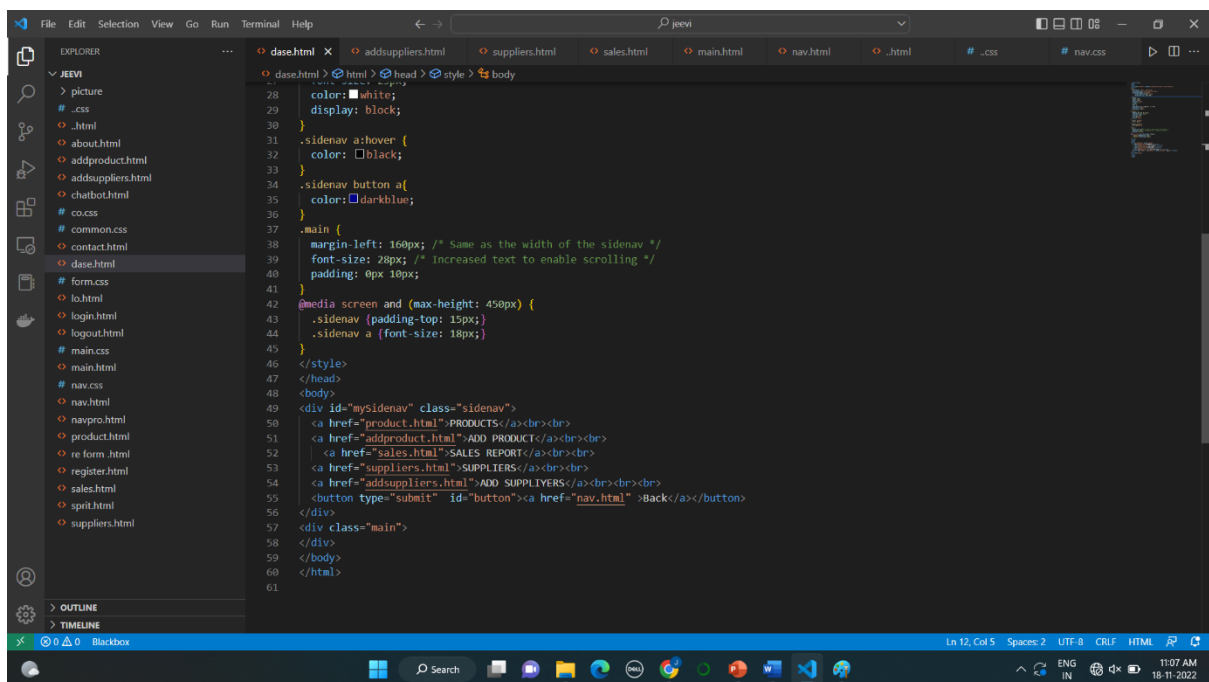 File Edit Selection View Go Run Terminal Help
jeevi
EXPLORER
dase.html
addsuppliers.html
suppliers.html
sales.html
main.html
nav.html
..html
# ..css
# nav.css
JEEVI
dase.html > html > head > style > body
picture
# ..css
..html
about.html
addproduct.html
addsuppliers.html
chatbot.html
# co.css
# common.css
contact.html
dase.html
# form.css
lo.html
login.html
logout.html
# main.css
main.html
# nav.css
nav.html
navpro.html
product.html
re form .html
register.html
sales.html
sprit.html
suppliers.html
OUTLINE
TIMELINE
28 color: white;
29 display: block;
30 }
31 .sidenav a:hover {
32 color: black;
33 }
34 .sidenav button a{
35 color: darkblue;
36 }
37 .main {
38 margin-left: 160px; /* Same as the width of the sidenav */
39 font-size: 28px; /* Increased text to enable scrolling */
40 padding: 0px 10px;
41 }
42 @media screen and (max-height: 450px) {
43 .sidenav {padding-top: 15px;}
44 .sidenav a {font-size: 18px;}
45 }
46 </style>
47 </head>
48 <body>
49 <div id="mySidenav" class="sidenav">
50 <a href="product.html">PRODUCTS</a><br><br>
51 <a href="addproduct.html">ADD PRODUCT</a><br><br>
52 <a href="sales.html">SALES REPORT</a><br><br>
53 <a href="suppliers.html">SUPPLIERS</a><br><br>
54 <a href="addsuppliers.html">ADD SUPPLIYERS</a><br><br><br>
55 <button type="submit" id="button"><a href="nav.html" >Back</a></button>
56 </div>
57 <div class="main">
58 </div>
59 </body>
60 </html>
61
0 0 Blackbox
Ln 12, Col 5 Spaces: 2 UTF-8 CRLF HTML
Search
DELL
ENG
IN
11:07 AM
18-11-2022